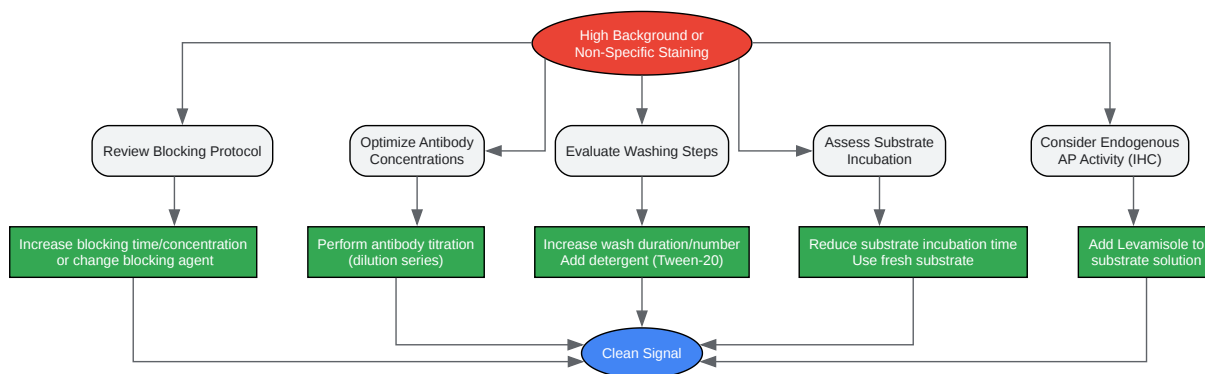 High Background or
Non-Specific Staining
Review Blocking Protocol
Optimize Antibody
Concentrations
Evaluate Washing Steps
Assess Substrate
Incubation
Consider Endogenous
AP Activity (IHC)
Increase blocking time/concentration
or change blocking agent
Perform antibody titration
(dilution series)
Increase wash duration/number
Add detergent (Tween-20)
Reduce substrate incubation time
Use fresh substrate
Add Levamisole to
substrate solution
Clean Signal